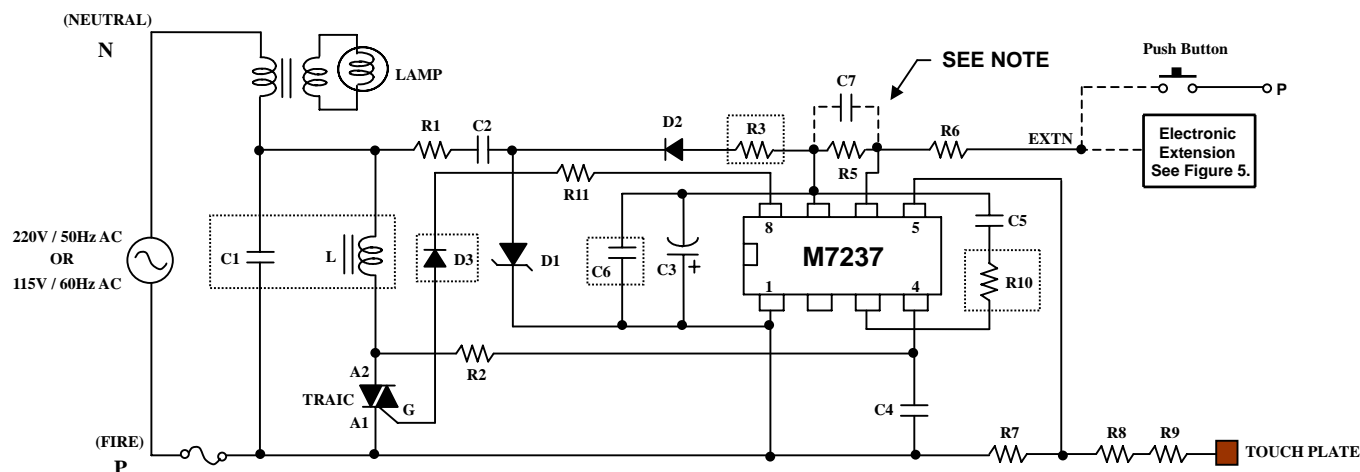 (NEUTRAL)
N
LAMP
C7
SEE NOTE
Push Button
P
R1
C2
D2
R3
R5
R6
EXTN
Electronic
Extension
See Figure 5.
R11
220V / 50Hz AC
OR
115V / 60Hz AC
C1
L
D3
D1
C6
C3
+
8
5
M7237
1
4
C5
R10
A2
R2
TRAIC
G
A1
C4
(FIRE)
P
R7
R8
R9
TOUCH PLATE